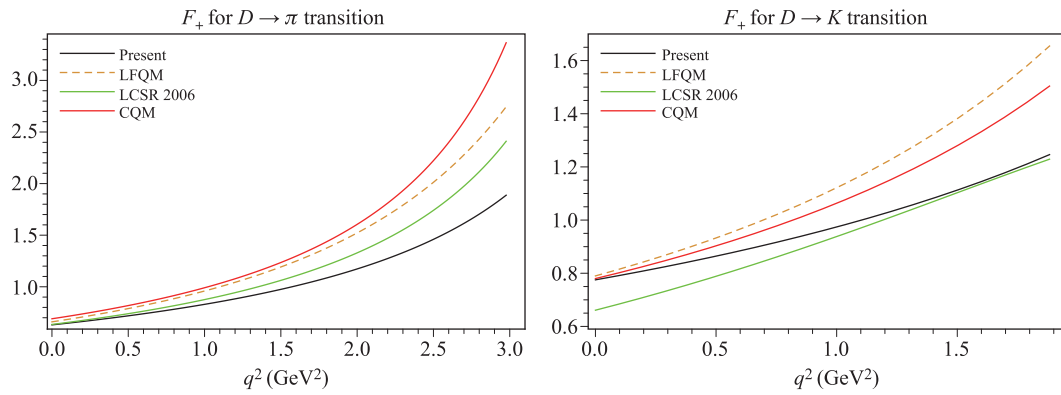 F₊ for D → π transition
Present
LFQM
LCSR 2006
CQM
3.0
2.5
2.0
1.5
1.0
0.0 0.5 1.0 1.5 2.0 2.5 3.0
q² (GeV²)
F₊ for D → K transition
Present
LFQM
LCSR 2006
CQM
1.6
1.4
1.2
1.0
0.8
0.6
0.0 0.5 1.0 1.5
q² (GeV²)